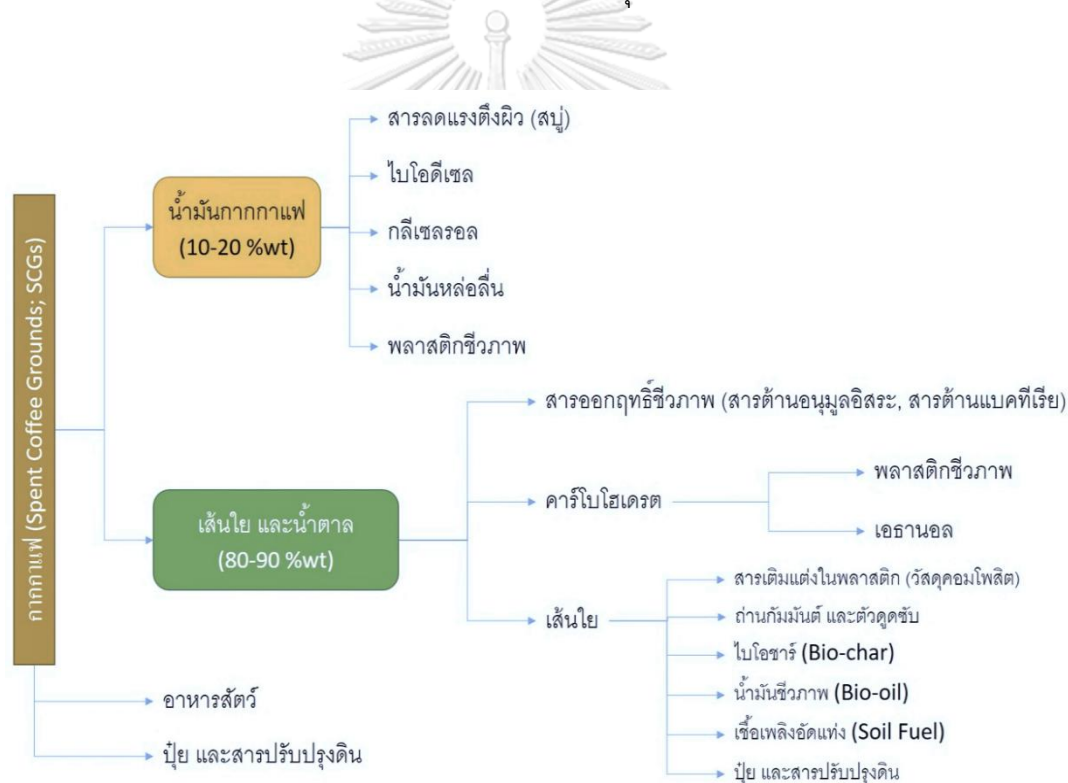 กากกาแฟ (Spent Coffee Grounds; SCGs)
น้ำมันกากกาแฟ
(10-20 %wt)
สารลดแรงตึงผิว (สบู่)
ไบโอดีเซล
กลีเซลรอล
น้ำมันหล่อลื่น
พลาสติกชีวภาพ
เส้นใย และน้ำตาล
(80-90 %wt)
สารออกฤทธิ์ชีวภาพ (สารต้านอนุมูลอิสระ, สารต้านแบคทีเรีย)
คาร์โบโฮเดรต
พลาสติกชีวภาพ
เอธานอล
เส้นใย
สารเติมแต่งในพลาสติก (วัสดุคอมโพสิต)
ถ่านกัมมันต์ และตัวดูดซับ
ไบโอชาร์ (Bio-char)
น้ำมันชีวภาพ (Bio-oil)
เชื้อเพลิงอัดแท่ง (Soil Fuel)
ปุ๋ย และสารปรับปรุงดิน
อาหารสัตว์
ปุ๋ย และสารปรับปรุงดิน